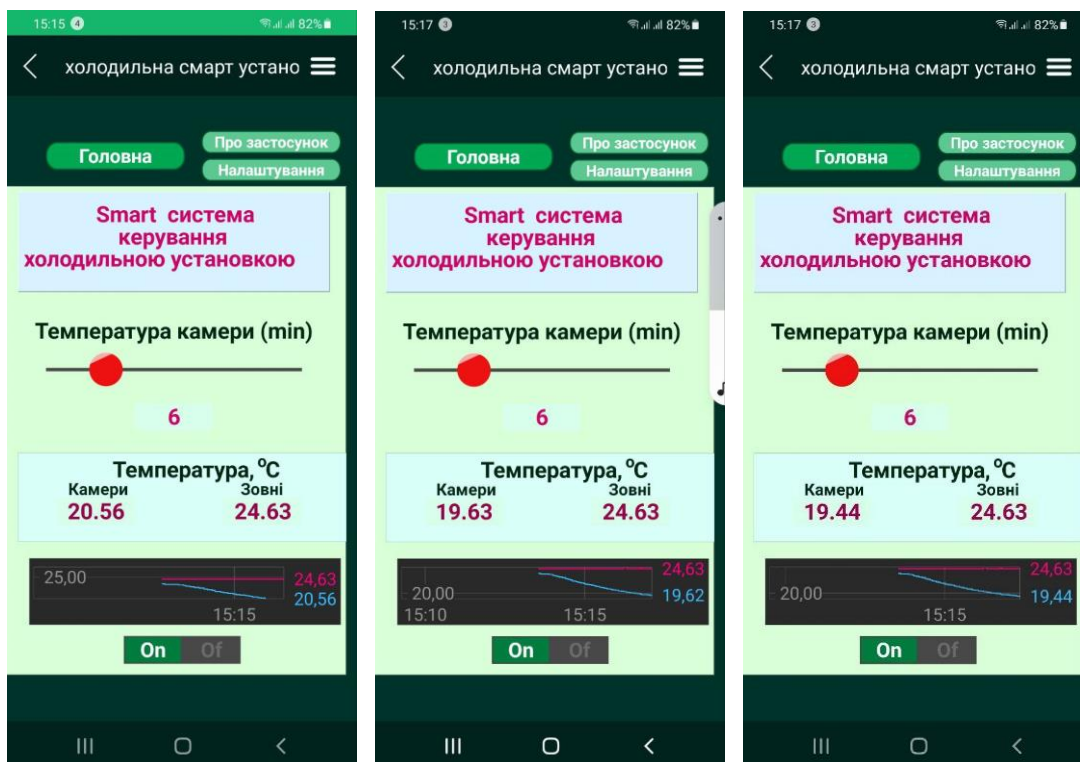 15:15 4 82%
холодильна смарт устано
Головна
Про застосунок
Налаштування
Smart система
керування
холодильною установкою
Температура камери (min)
6
Температура, °C
Камери Зовні
20.56 24.63
25,00
24,63
20,56
15:15
On Of
15:17 3 82%
холодильна смарт устано
Головна
Про застосунок
Налаштування
Smart система
керування
холодильною установкою
Температура камери (min)
6
Температура, °C
Камери Зовні
19.63 24.63
24,63
20,00 19,62
15:10 15:15
On Of
15:17 3 82%
холодильна смарт устано
Головна
Про застосунок
Налаштування
Smart система
керування
холодильною установкою
Температура камери (min)
6
Температура, °C
Камери Зовні
19.44 24.63
24,63
20,00 19,44
15:15
On Of